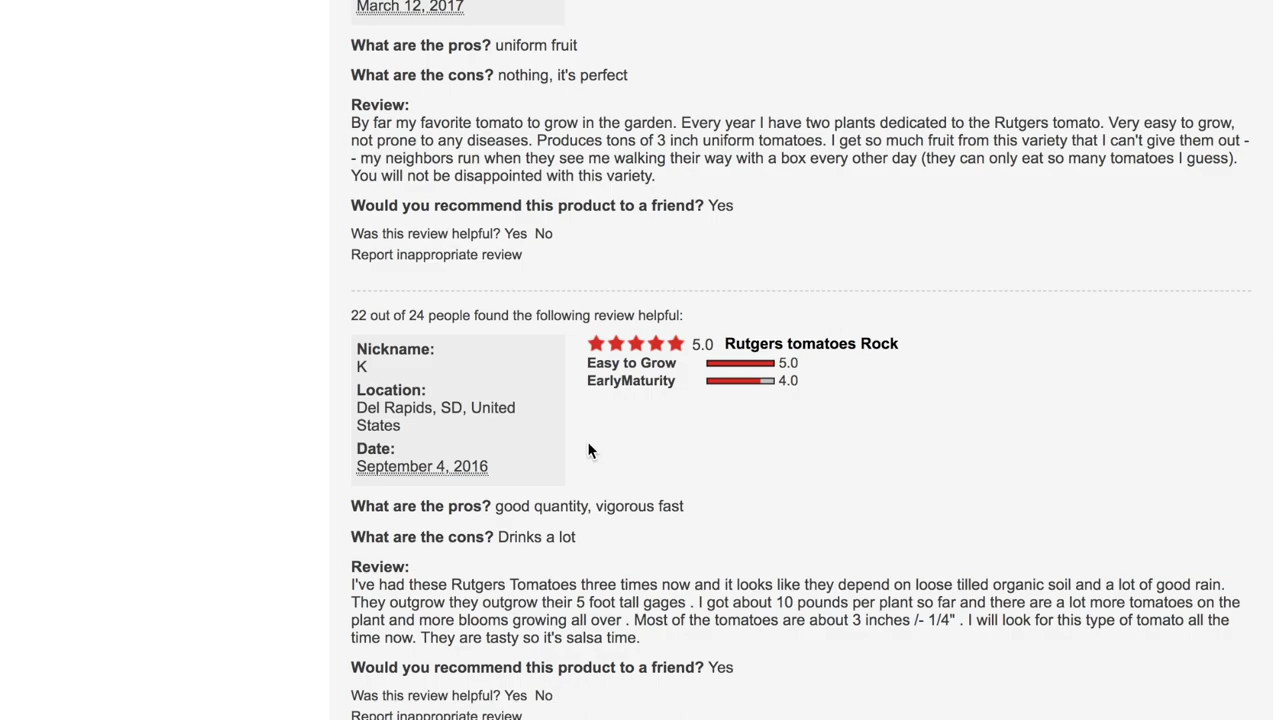 March 12, 2017
What are the pros? uniform fruit
What are the cons? nothing, it's perfect
Review:
By far my favorite tomato to grow in the garden. Every year I have two plants dedicated to the Rutgers tomato. Very easy to grow,
not prone to any diseases. Produces tons of 3 inch uniform tomatoes. I get so much fruit from this variety that I can't give them out -
- my neighbors run when they see me walking their way with a box every other day (they can only eat so many tomatoes I guess).
You will not be disappointed with this variety.
Would you recommend this product to a friend? Yes
Was this review helpful? Yes No
Report inappropriate review
22 out of 24 people found the following review helpful:
Nickname:
K
Location:
Del Rapids, SD, United
States
Date:
September 4, 2016
5.0 Rutgers tomatoes Rock
Easy to Grow 5.0
EarlyMaturity 4.0
What are the pros? good quantity, vigorous fast
What are the cons? Drinks a lot
Review:
I've had these Rutgers Tomatoes three times now and it looks like they depend on loose tilled organic soil and a lot of good rain.
They outgrow they outgrow their 5 foot tall gages . I got about 10 pounds per plant so far and there are a lot more tomatoes on the
plant and more blooms growing all over . Most of the tomatoes are about 3 inches /- 1/4" . I will look for this type of tomato all the
time now. They are tasty so it's salsa time.
Would you recommend this product to a friend? Yes
Was this review helpful? Yes No
Report inappropriate review